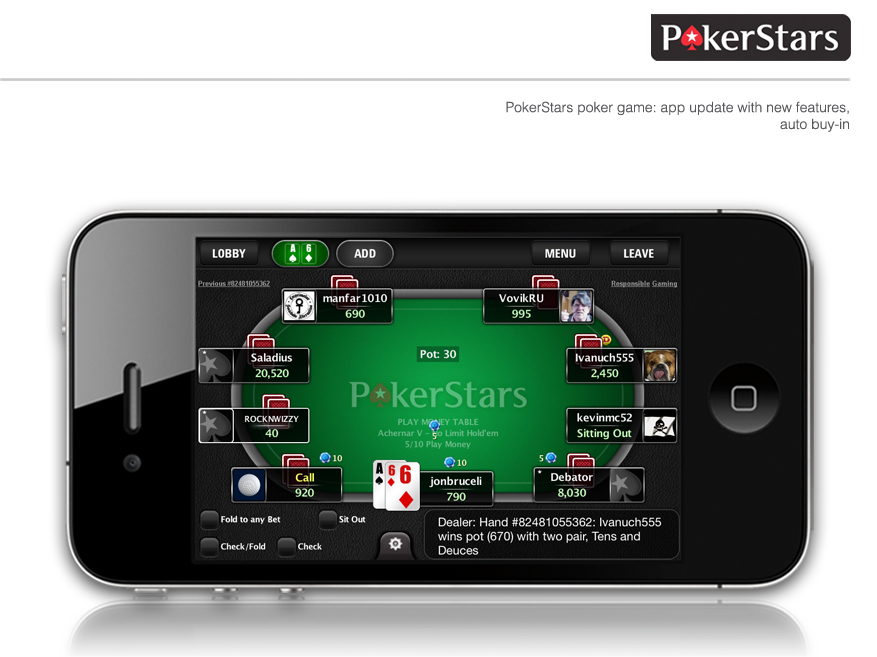 PokerStars
PokerStars poker game: app update with new features,
auto buy-in
LOBBY
A 6
ADD
MENU
LEAVE
Previous #82481055362
Responsible Gaming
manfar1010
690
VovikRU
995
Pot: 30
Saladius
20,520
Ivanuch555
2,450
D
PokerStars
PLAY MONEY TABLE
Achernar V - No Limit Hold'em
5/10 Play Money
5
ROCKNWIZZY
40
kevinmc52
Sitting Out
10
10
5
Call
920
A 6 6
jonbruceli
790
Debator
8,030
Fold to any Bet
Sit Out
Check/Fold
Check
Dealer: Hand #82481055362: Ivanuch555
wins pot (670) with two pair, Tens and
Deuces